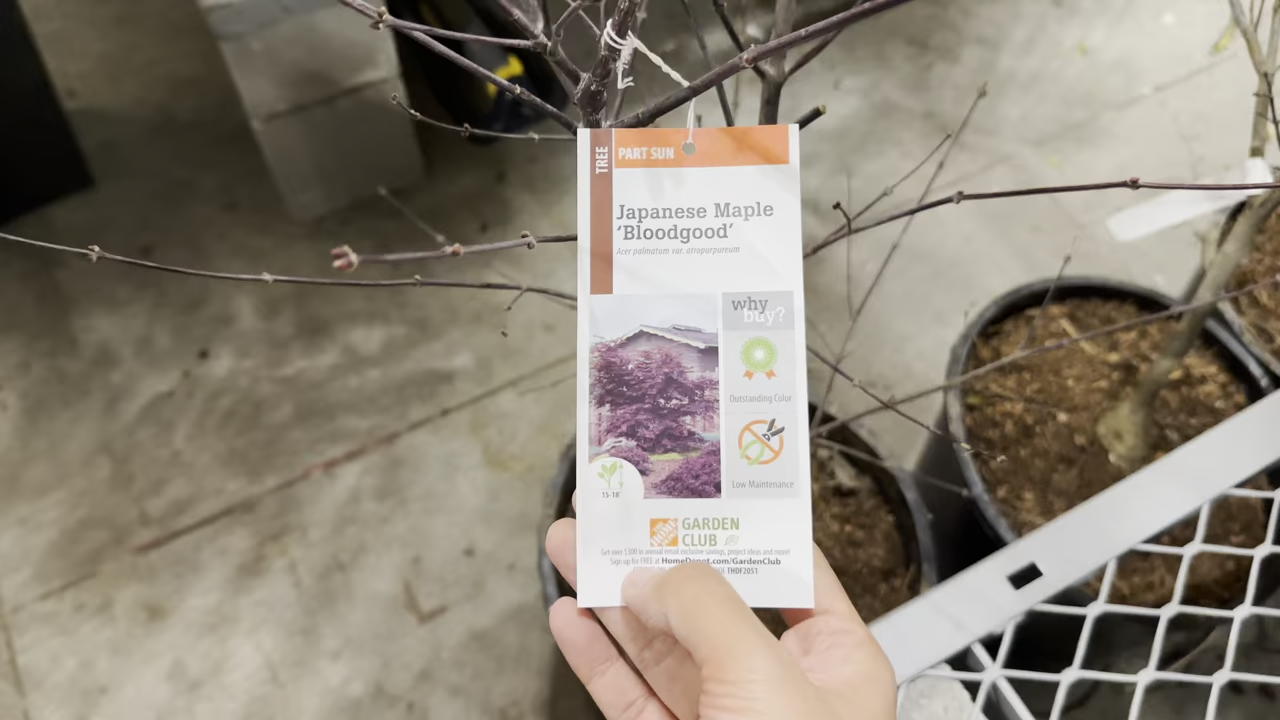 TREE
PART SUN
Japanese Maple
'Bloodgood'
Acer palmatum var. atropurpureum
why
buy?
Outstanding Color
Low Maintenance
15-18'
GARDEN
CLUB
Get over $300 in annual email exclusive savings, project ideas and more!
Sign up for FREE at HomeDepot.com/GardenClub
THDF2051